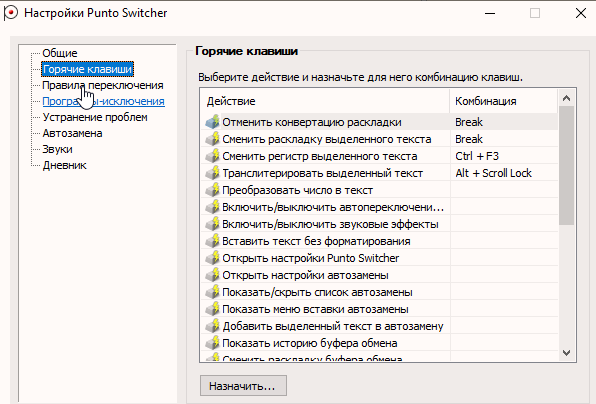 Настройки Punto Switcher
Общие
Горячие клавиши
Правила переключения
Программы-исключения
Устранение проблем
Автозамена
Звуки
Дневник
Горячие клавиши
Выберите действие и назначьте для него комбинацию клавиш.
Действие Комбинация
Отменить конвертацию раскладки Break
Сменить раскладку выделенного текста Break
Сменить регистр выделенного текста Ctrl + F3
Транслитерировать выделенный текст Alt + Scroll Lock
Преобразовать число в текст
Включить/выключить автопереключени...
Включить/выключить звуковые эффекты
Вставить текст без форматирования
Открыть настройки Punto Switcher
Открыть настройки автозамены
Показать/скрыть список автозамены
Показать меню вставки автозамены
Добавить выделенный текст в автозамену
Показать историю буфера обмена
Сменить раскладку буфера обмена
Назначить...